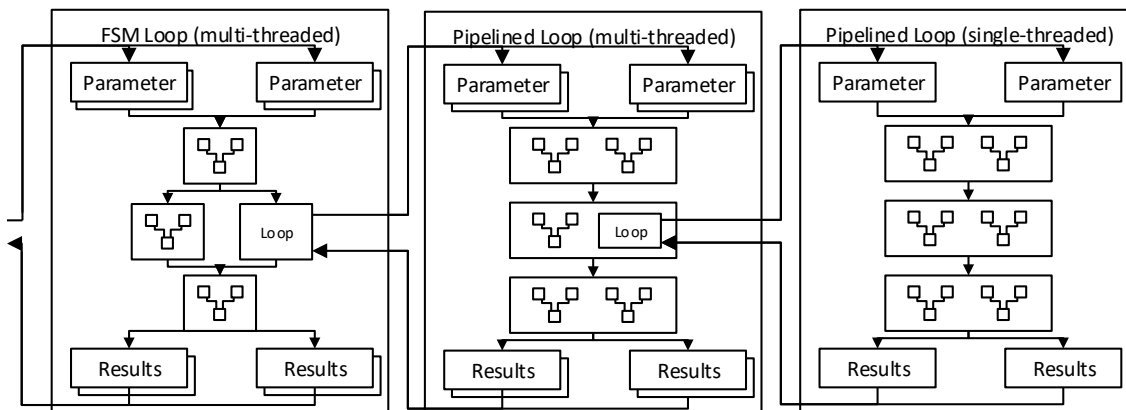 FSM Loop (multi-threaded)
Parameter
Parameter
Loop
Results
Results
Pipelined Loop (multi-threaded)
Parameter
Parameter
Loop
Results
Results
Pipelined Loop (single-threaded)
Parameter
Parameter
Results
Results